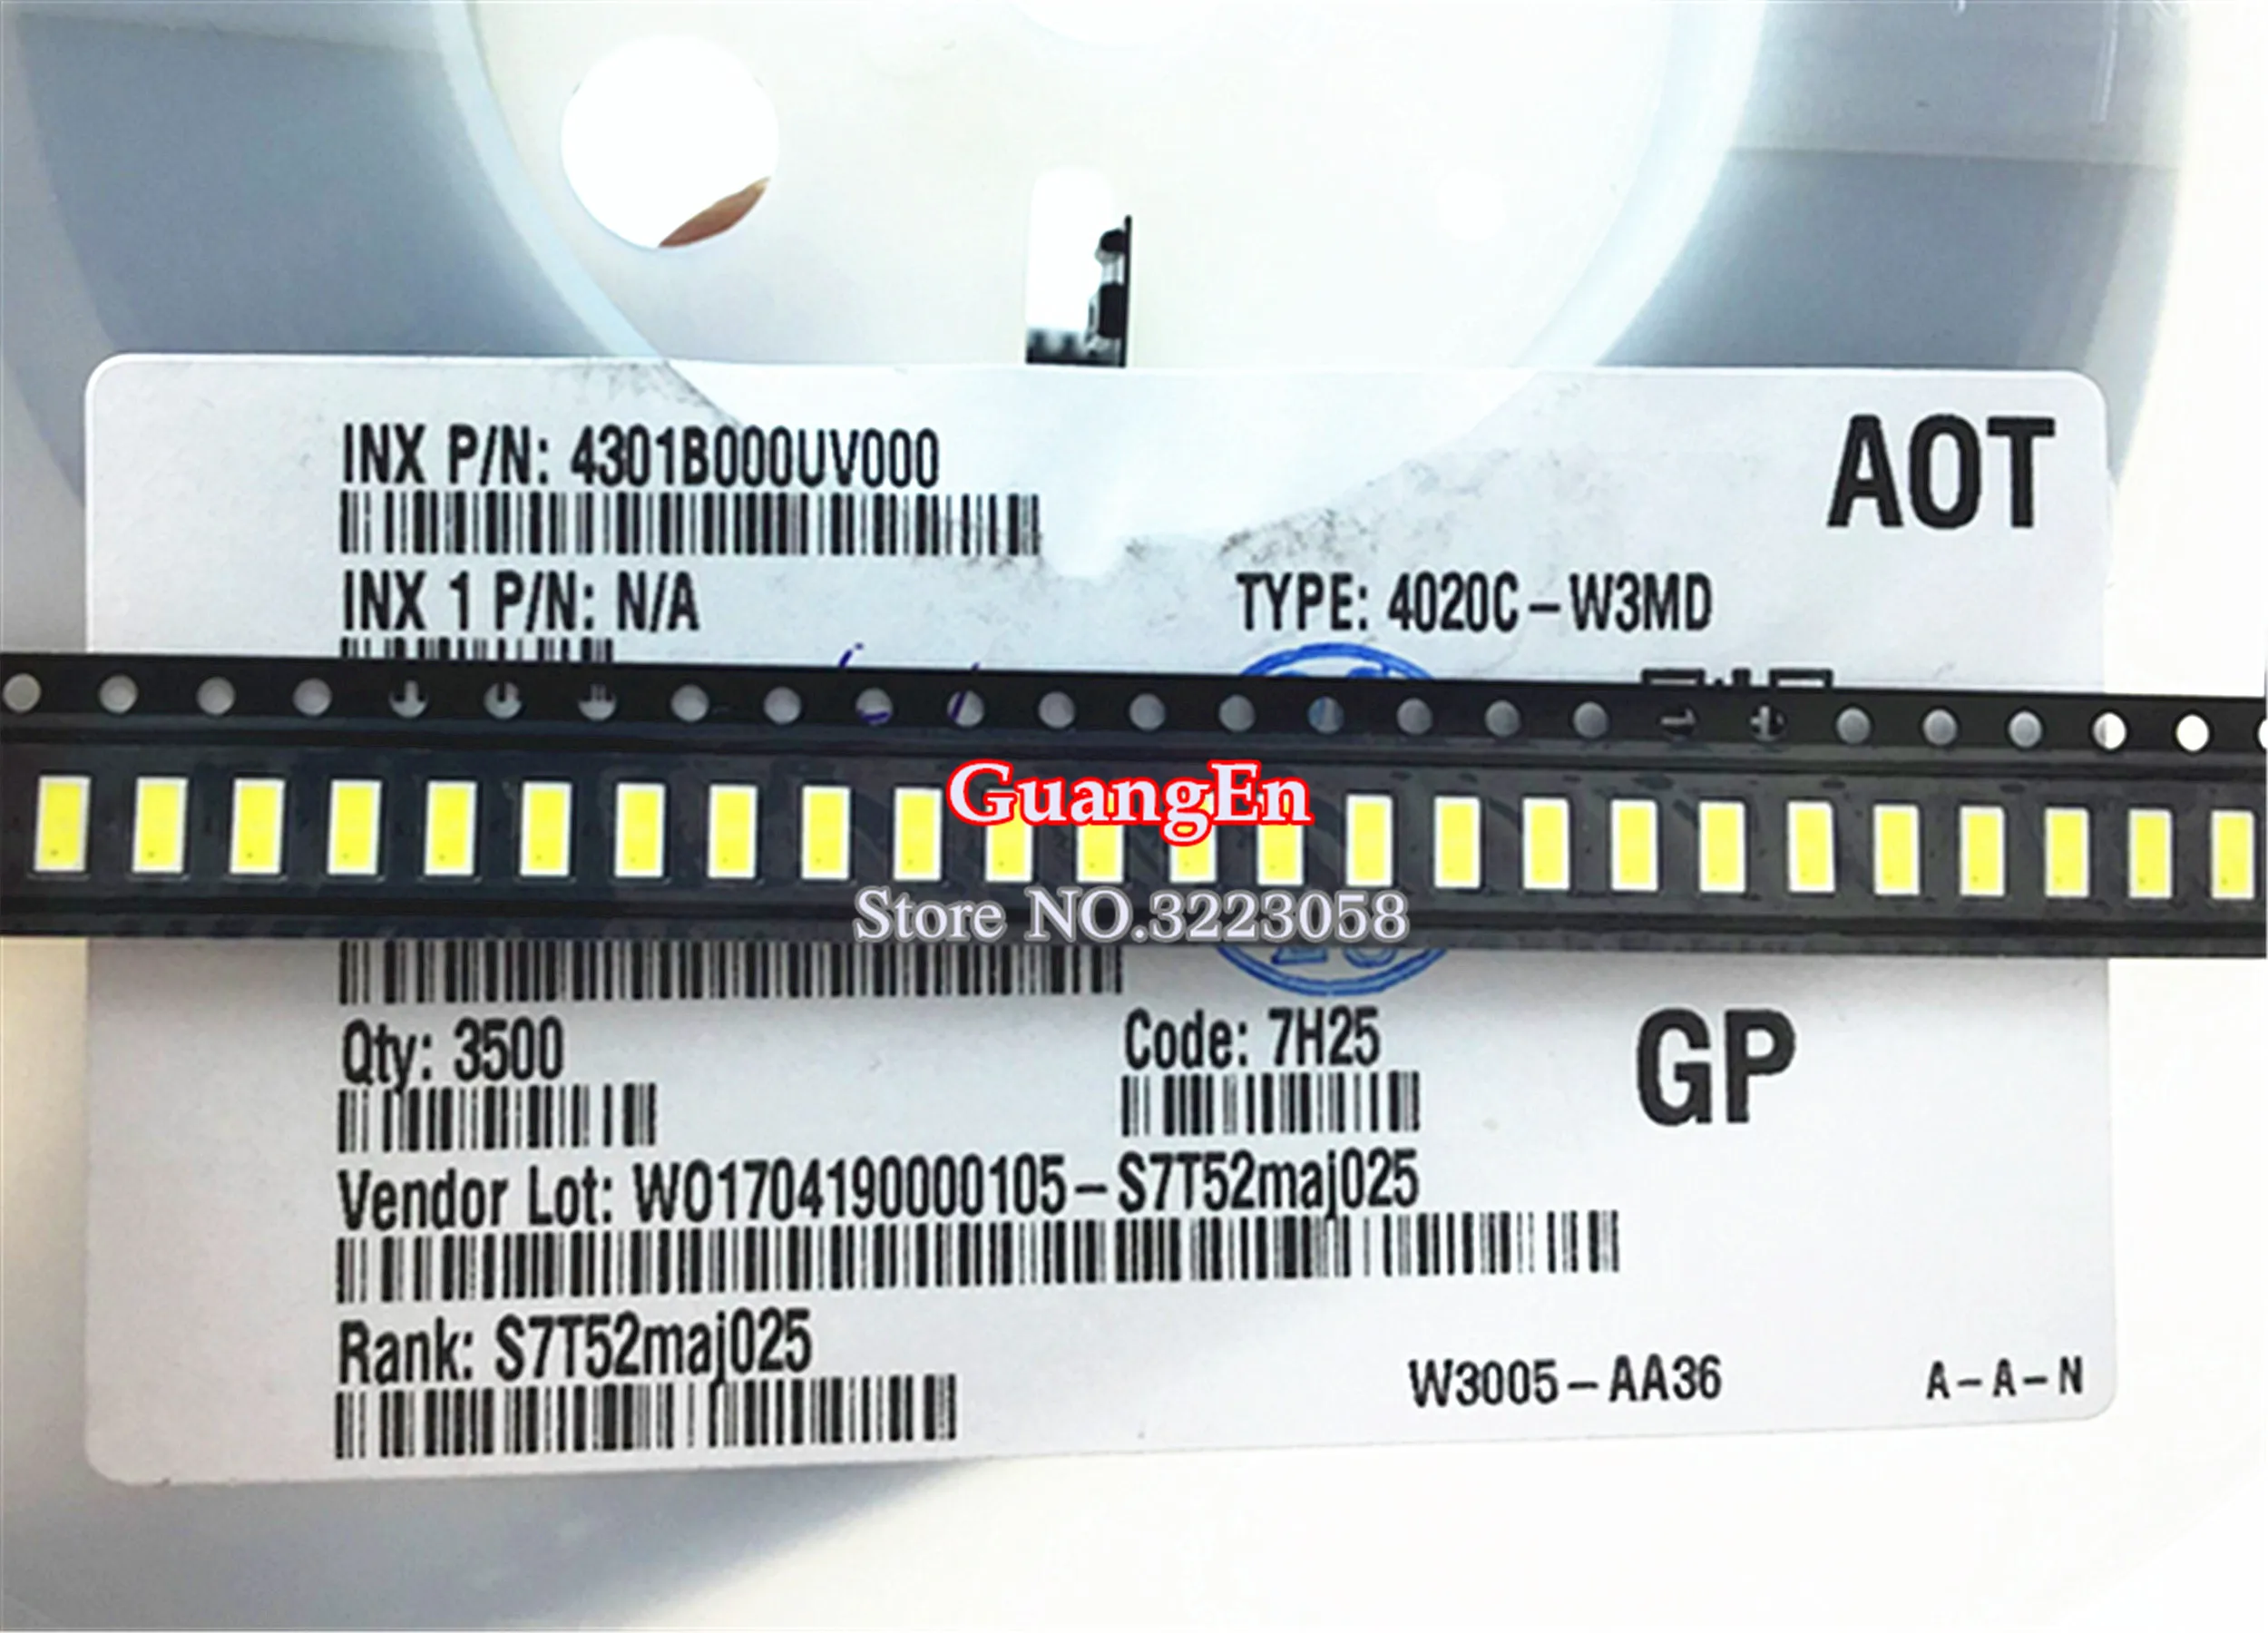 INX P/N: 4301B000UV000
AOT
INX 1 P/N: N/A
TYPE: 4020C-W3MD
GuangEn
Store NO.3223058
Qty: 3500
Code: 7H25
GP
Vendor Lot: WO1704190000105-S7T52maj025
Rank: S7T52maj025
W3005-AA36
A-A-N